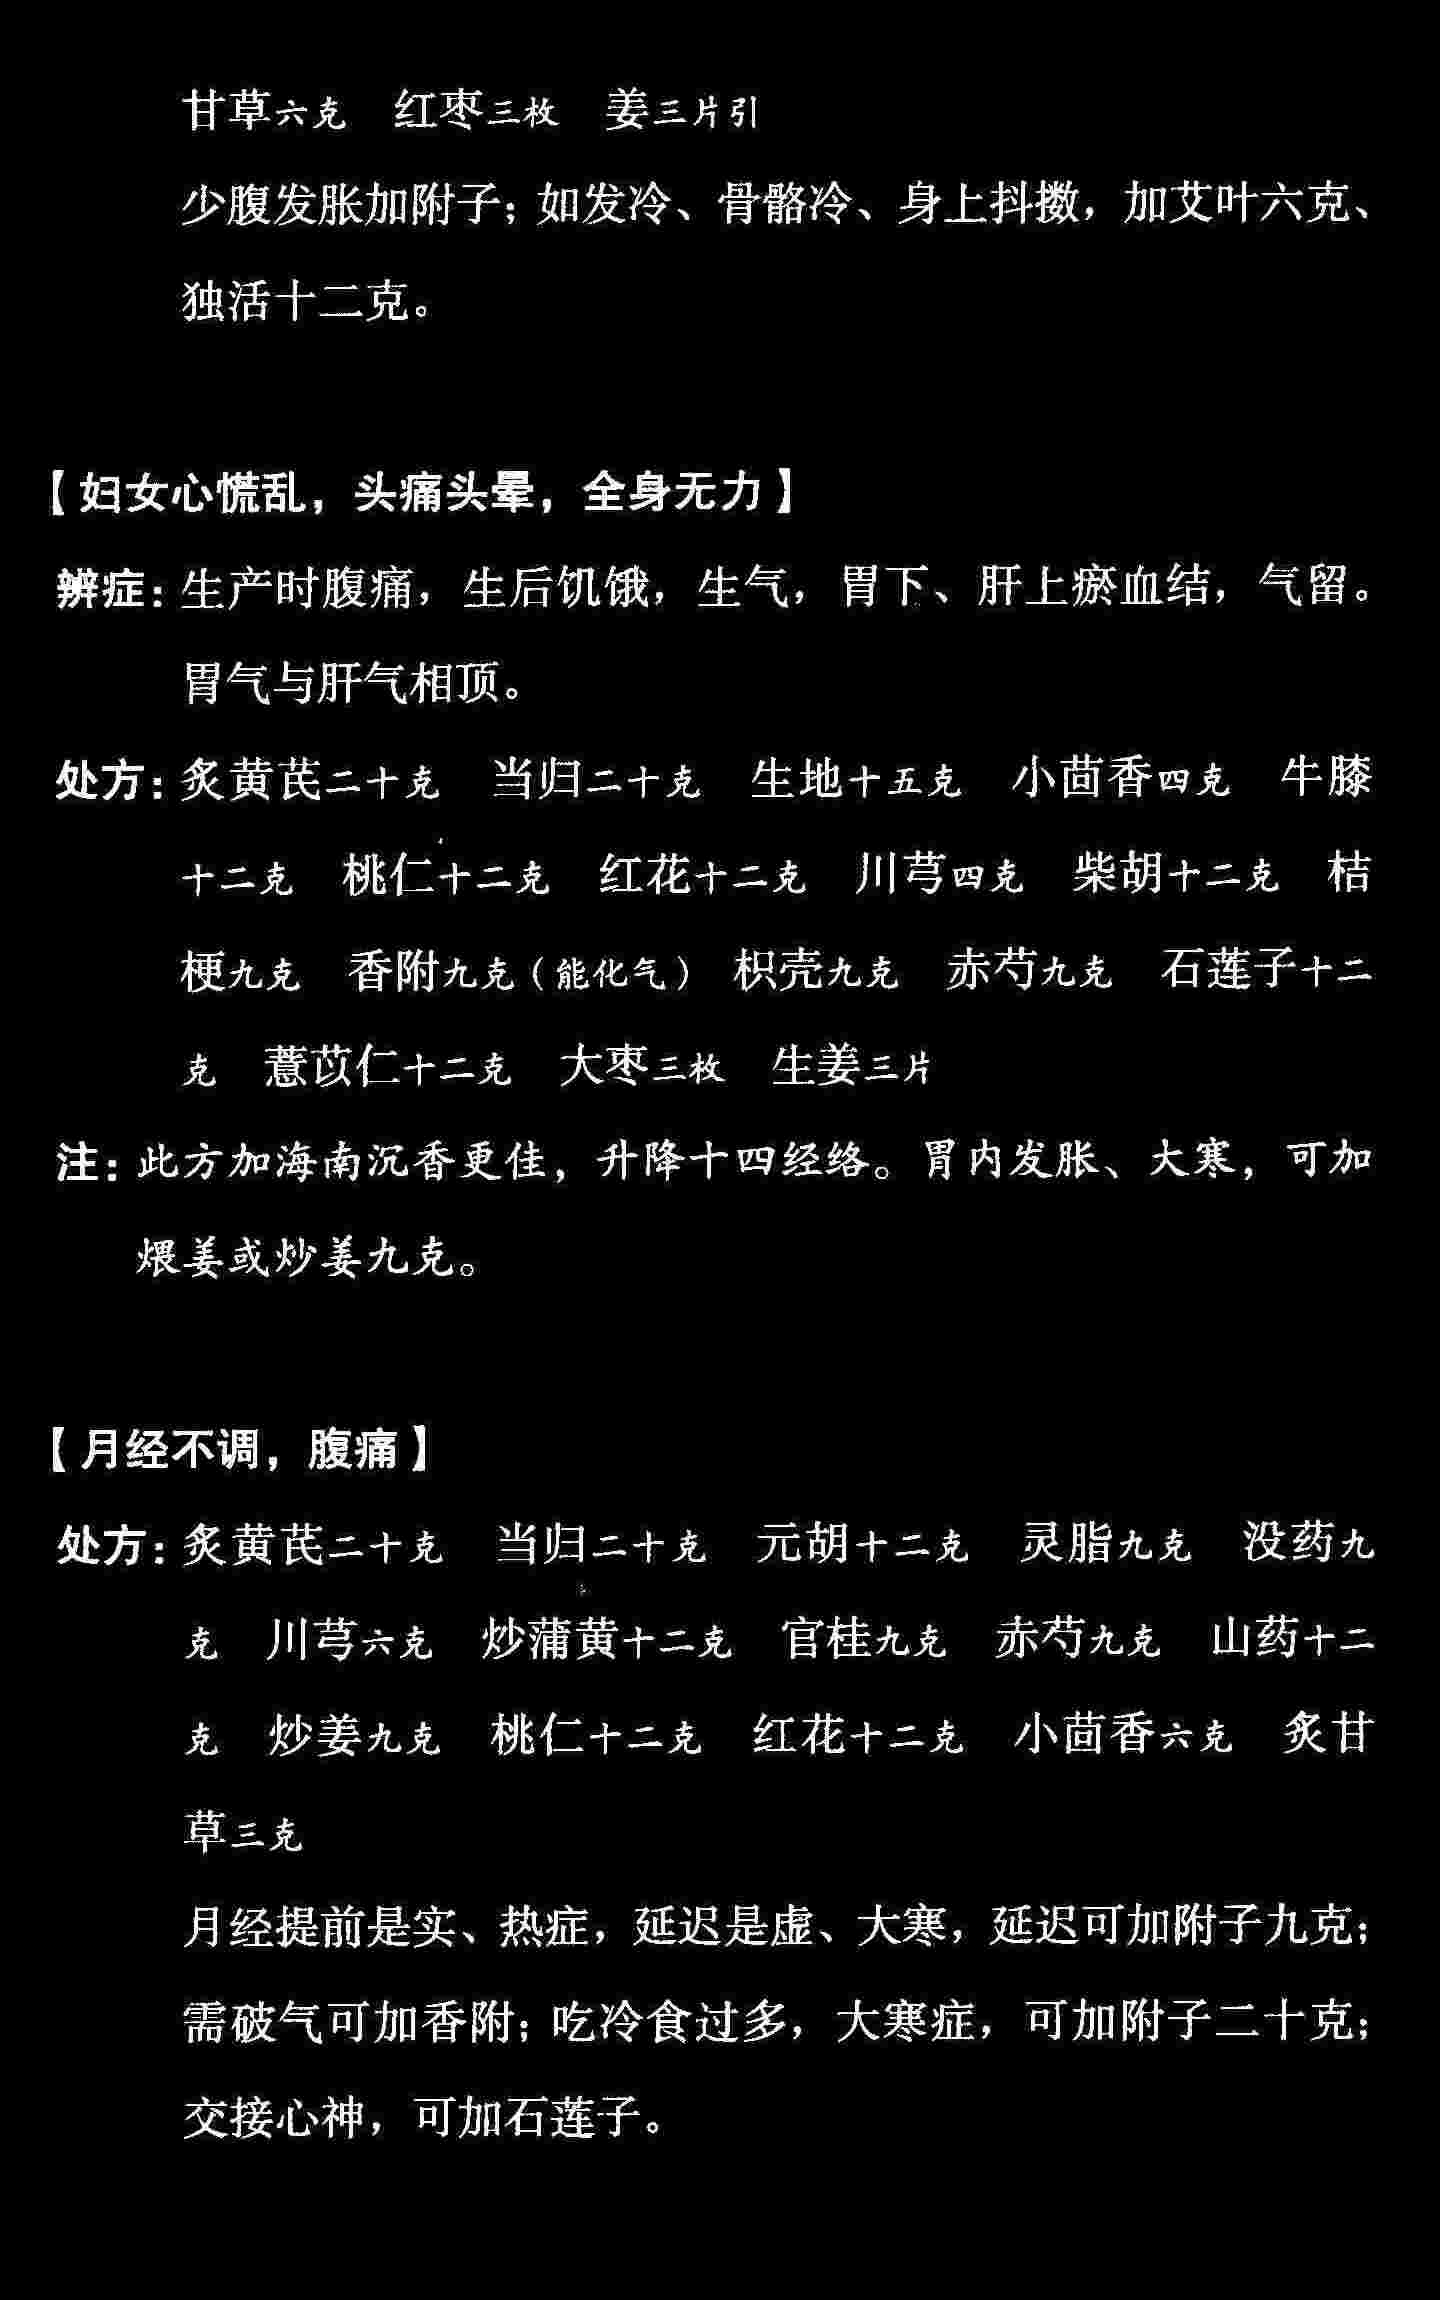 甘草六克 红枣三枚 姜三片引
少腹发胀加附子；如发冷、骨骼冷、身上抖擞，加艾叶六克、
独活十二克。
【妇女心慌乱，头痛头晕，全身无力】
辨症：生产时腹痛，生后饥饿，生气，胃下、肝上瘀血结，气留。
胃气与肝气相顶。
处方：炙黄芪二十克 当归二十克 生地十五克 小茴香四克 牛膝
十二克 桃仁十二克 红花十二克 川芎四克 柴胡十二克 桔
梗九克 香附九克（能化气） 枳壳九克 赤芍九克 石莲子十二
克 薏苡仁十二克 大枣三枚 生姜三片
注：此方加海南沉香更佳，升降十四经络。胃内发胀、大寒，可加
煨姜或炒姜九克。
【月经不调，腹痛】
处方：炙黄芪二十克 当归二十克 元胡十二克 灵脂九克 没药九
克 川芎六克 炒蒲黄十二克 官桂九克 赤芍九克 山药十二
克 炒姜九克 桃仁十二克 红花十二克 小茴香六克 炙甘
草三克
月经提前是实、热症，延迟是虚、大寒，延迟可加附子九克；
需破气可加香附；吃冷食过多，大寒症，可加附子二十克；
交接心神，可加石莲子。